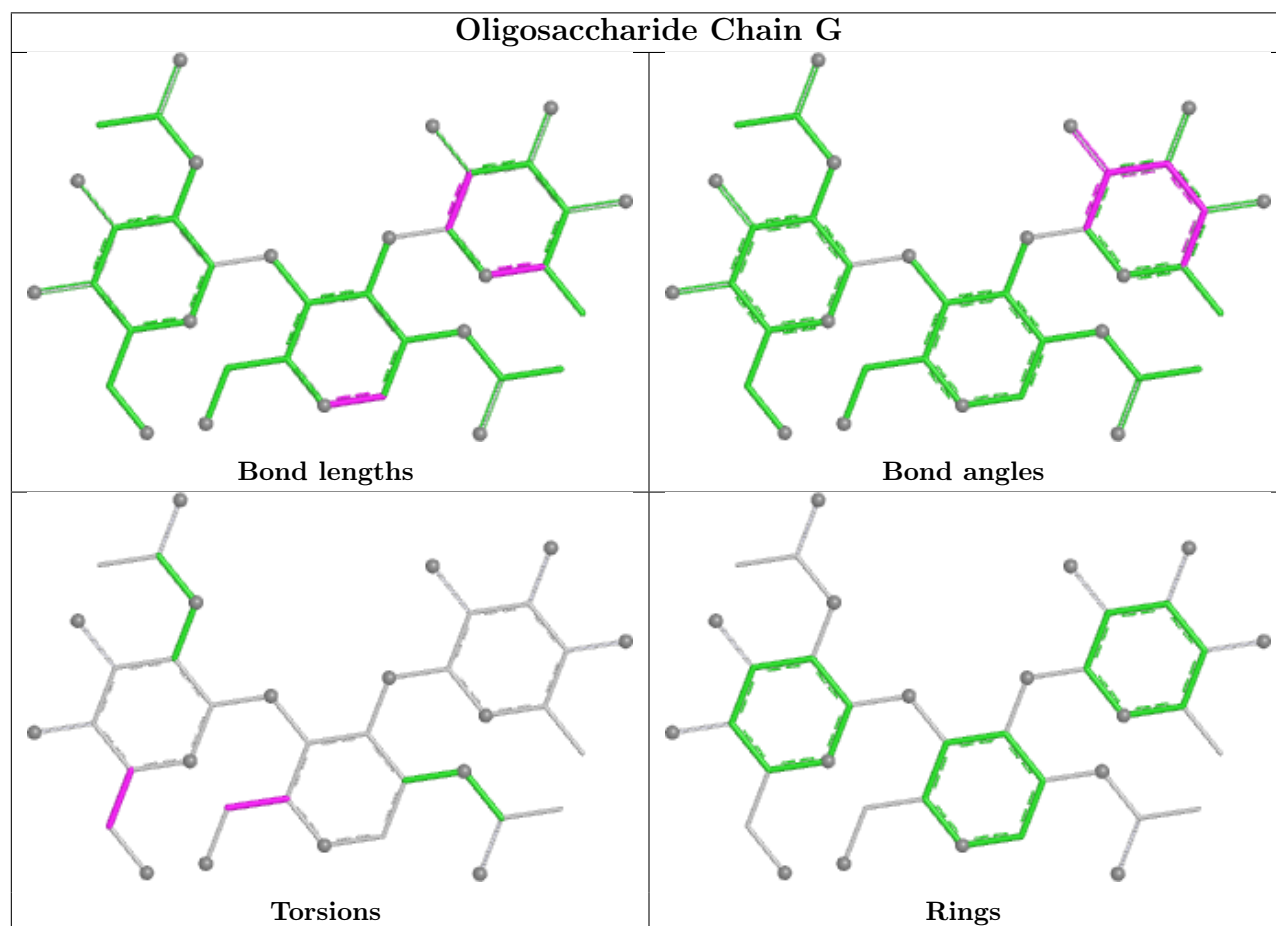 Oligosaccharide Chain G
Bond lengths
Bond angles
Torsions
Rings